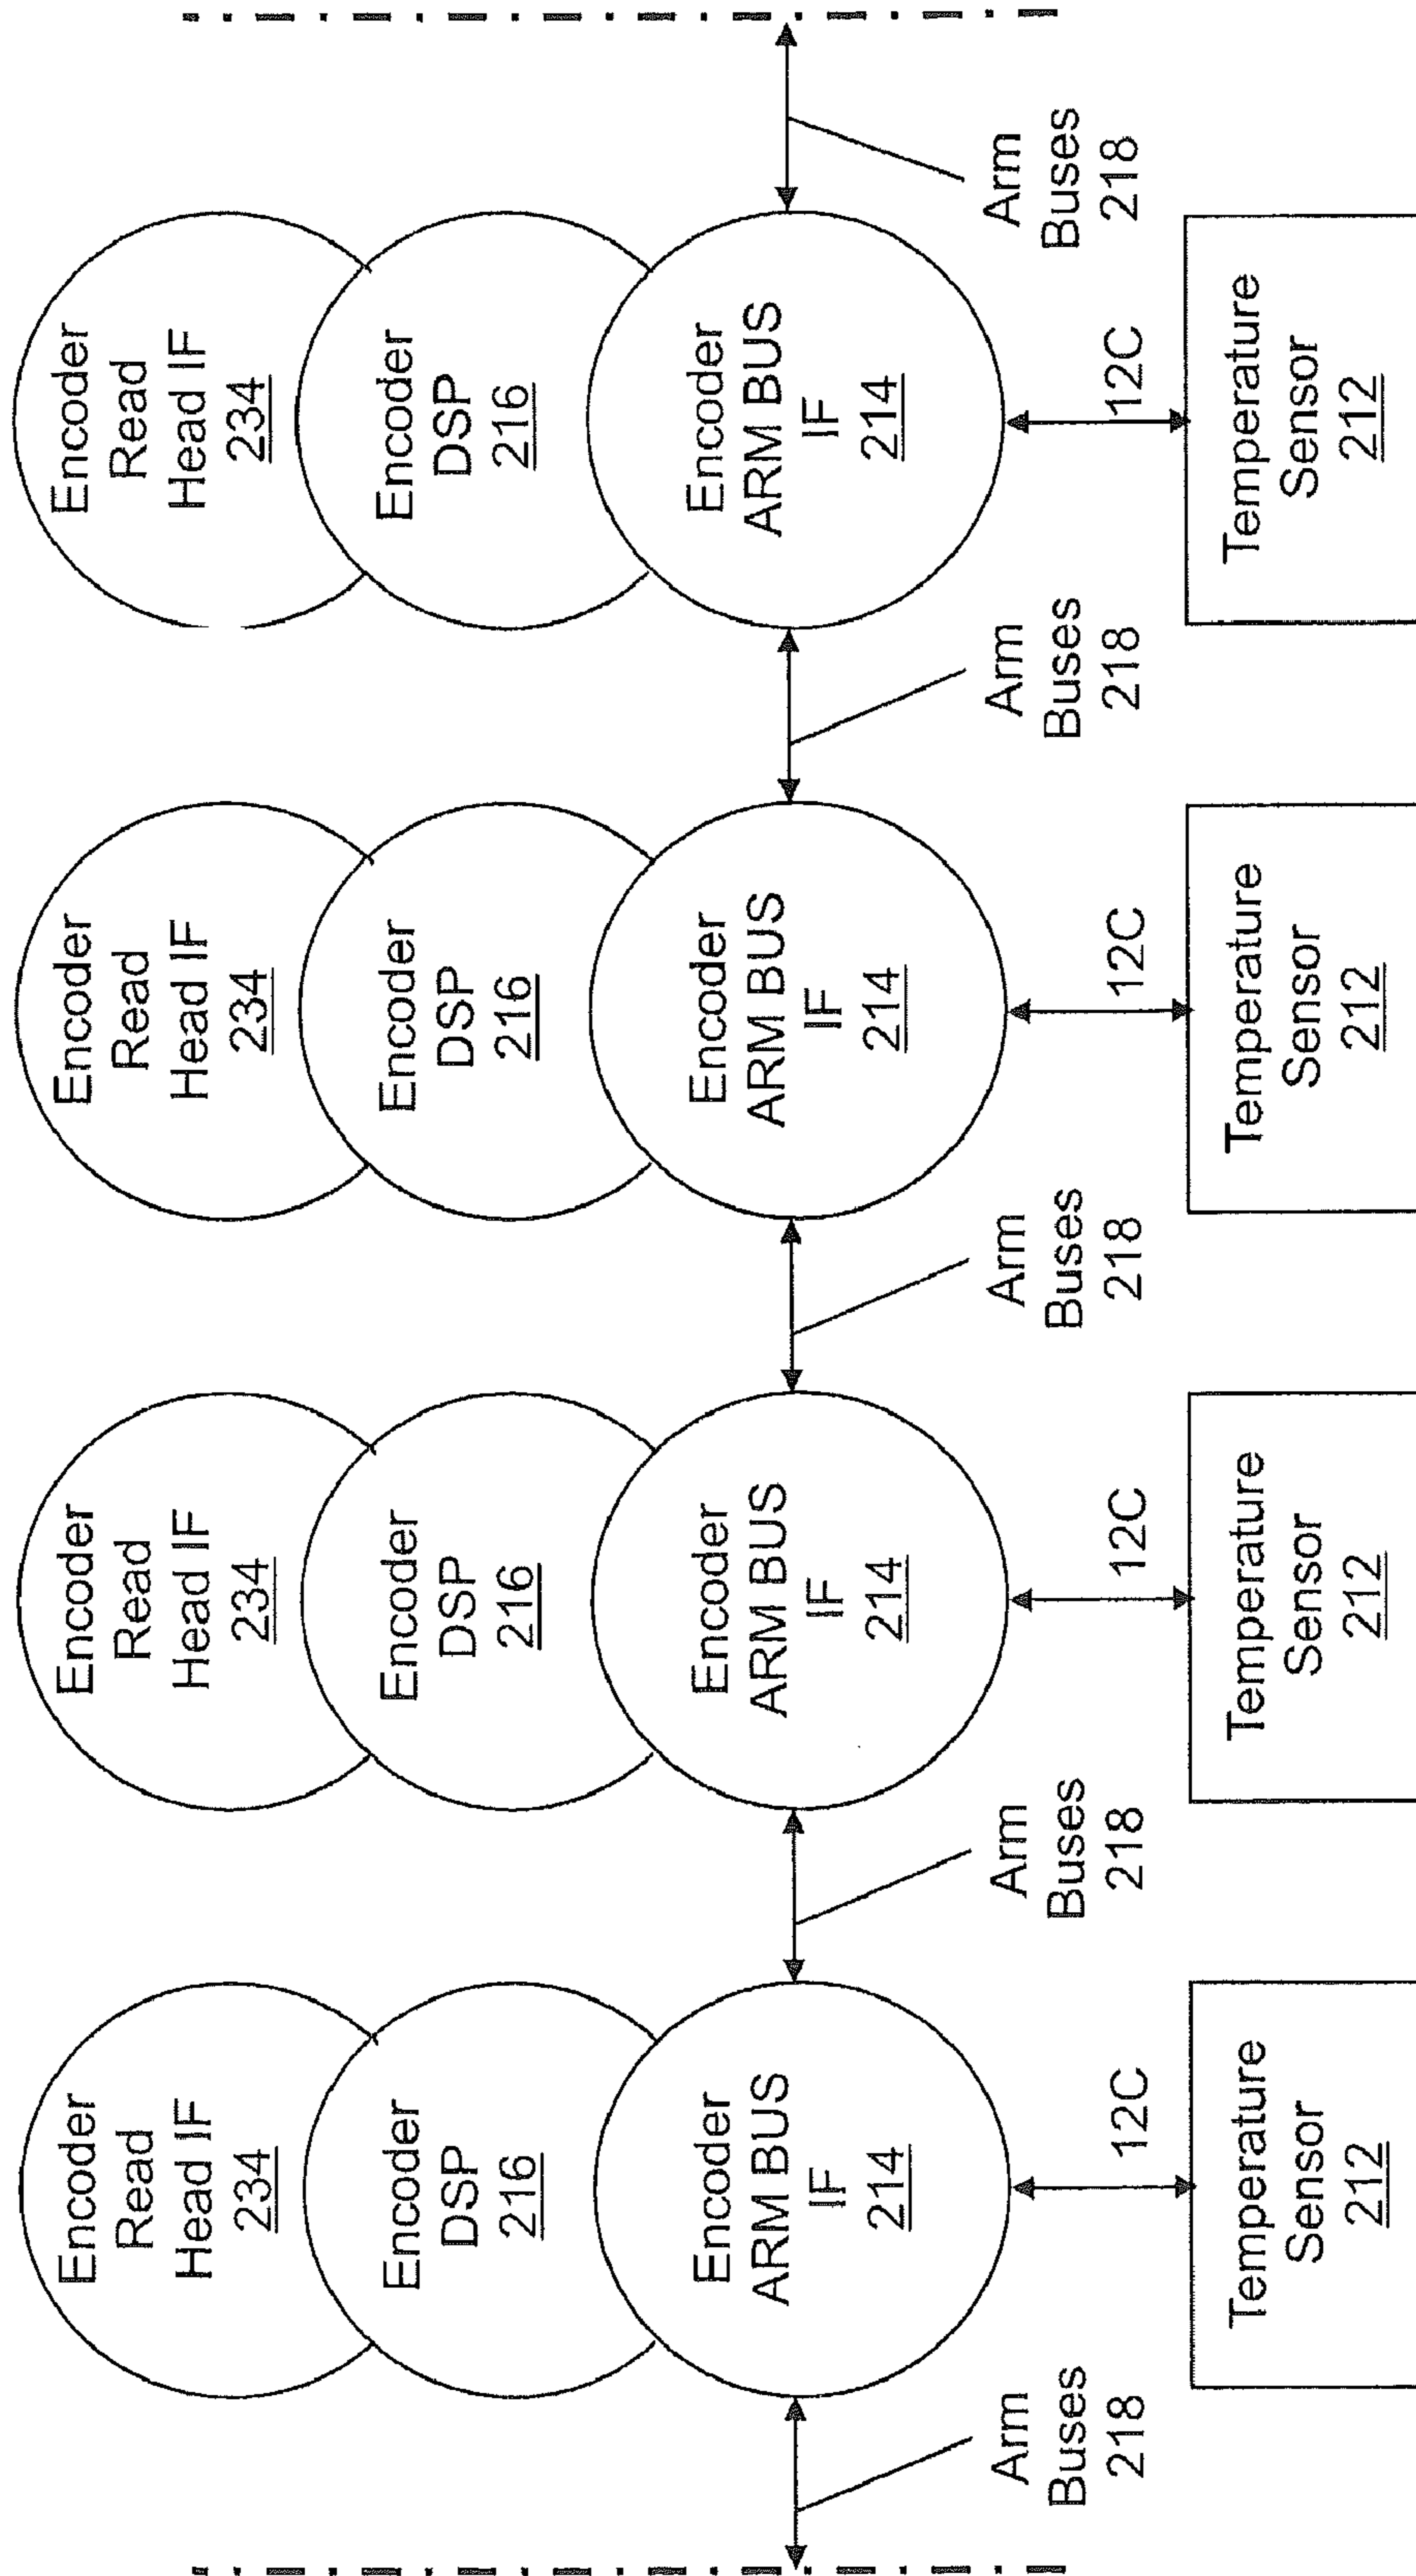 Encoder
Read
Head IF
234
Encoder
Read
Head IF
234
Encoder
Read
Head IF
234
Encoder
Read
Head IF
234
Encoder
DSP
216
Encoder
DSP
216
Encoder
DSP
216
Encoder
DSP
216
Encoder
ARM BUS
IF
214
Encoder
ARM BUS
IF
214
Encoder
ARM BUS
IF
214
Encoder
ARM BUS
IF
214
Arm
Buses
218
Arm
Buses
218
Arm
Buses
218
Arm
Buses
218
Arm
Buses
218
12C
12C
12C
12C
Temperature
Sensor
212
Temperature
Sensor
212
Temperature
Sensor
212
Temperature
Sensor
212